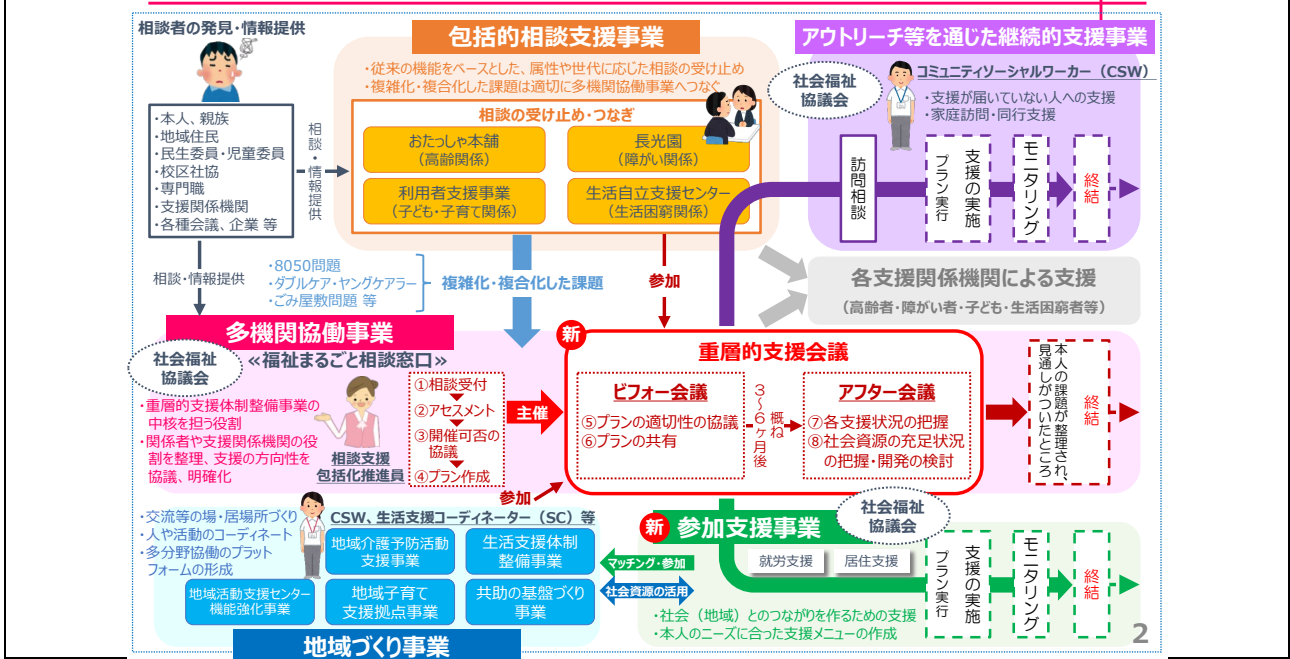 相談者の発見・情報提供
・本人、親族
・地域住民
・民生委員・児童委員
・校区社協
・専門職
・支援関係機関
・各種会議、企業 等
相談・情報提供
相談・情報提供
包括的相談支援事業
・従来の機能をベースとした、属性や世代に応じた相談の受け止め
・複雑化・複合化した課題は適切に多機関協働事業へつなぐ
相談の受け止め・つなぎ
おたっしゃ本舗
(高齢関係)
長光園
(障がい関係)
利用者支援事業
(子ども・子育て関係)
生活自立支援センター
(生活困窮関係)
アウトリーチ等を通じた継続的支援事業
社会福祉
協議会
コミュニティソーシャルワーカー（CSW）
・支援が届いていない人への支援
・家庭訪問・同行支援
訪問相談
支援の実施
プラン実行
モニタリング
終結
・8050問題
・ダブルケア・ヤングケアラー
・ごみ屋敷問題 等
複雑化・複合化した課題
参加
各支援関係機関による支援
(高齢者・障がい者・子ども・生活困窮者等)
多機関協働事業
社会福祉
協議会
≪福祉まるごと相談窓口≫
・重層的支援体制整備事業の
中核を担う役割
・関係者や支援関係機関の役
割を整理、支援の方向性を
協議、明確化
相談支援
包括化推進員
①相談受付
②アセスメント
③開催可否の
協議
④プラン作成
主催
新
重層的支援会議
ビフォー会議
⑤プランの適切性の協議
⑥プランの共有
概ね
３～６ヶ月後
アフター会議
⑦各支援状況の把握
⑧社会資源の充足状況
の把握・開発の検討
本人の課題が整理され、
見通しがついたところ
終結
参加
・交流等の場・居場所づくり
・人や活動のコーディネート
・多分野協働のプラット
フォームの形成
CSW、生活支援コーディネーター（SC）等
地域介護予防活動
支援事業
生活支援体制
整備事業
地域活動支援センター
機能強化事業
地域子育て
支援拠点事業
共助の基盤づくり
事業
地域づくり事業
マッチング・参加
社会資源の活用
新
参加支援事業
社会福祉
協議会
就労支援
居住支援
・社会（地域）とのつながりを作るための支援
・本人のニーズに合った支援メニューの作成
支援の実施
プラン実行
モニタリング
終結
2